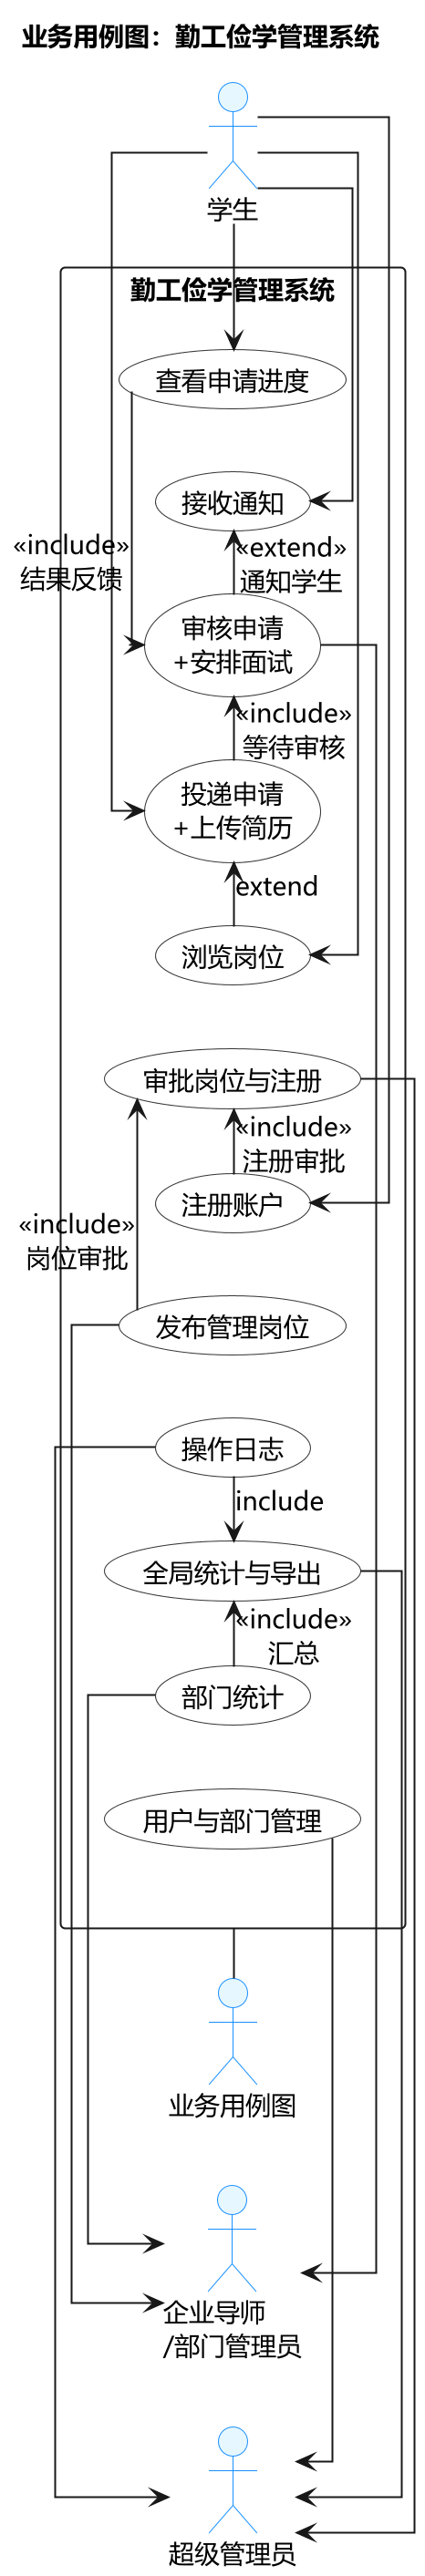 业务用例图：勤工俭学管理系统
学生
勤工俭学管理系统
查看申请进度
接收通知
«include»
结果反馈
«extend»
通知学生
审核申请
+安排面试
«include»
等待审核
投递申请
+上传简历
extend
浏览岗位
审批岗位与注册
«include»
注册审批
注册账户
«include»
岗位审批
发布管理岗位
操作日志
include
全局统计与导出
«include»
汇总
部门统计
用户与部门管理
业务用例图
企业导师
/部门管理员
超级管理员